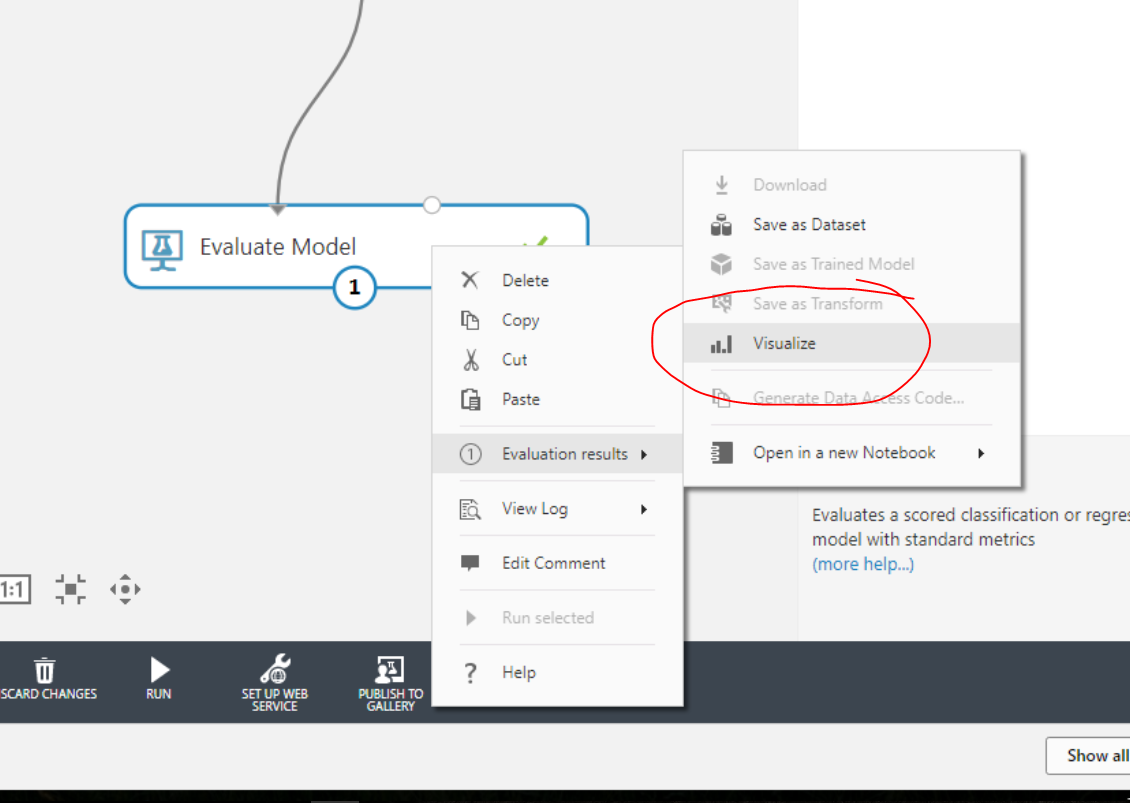 Evaluate Model
1
Delete
Copy
Cut
Paste
1 Evaluation results
View Log
Edit Comment
Run selected
? Help
Download
Save as Dataset
Save as Trained Model
Save as Transform
Visualize
Generate Data Access Code...
Open in a new Notebook
Evaluates a scored classification or regres
model with standard metrics
(more help...)
1:1
SCARD CHANGES
RUN
SET UP WEB
SERVICE
PUBLISH TO
GALLERY
Show all